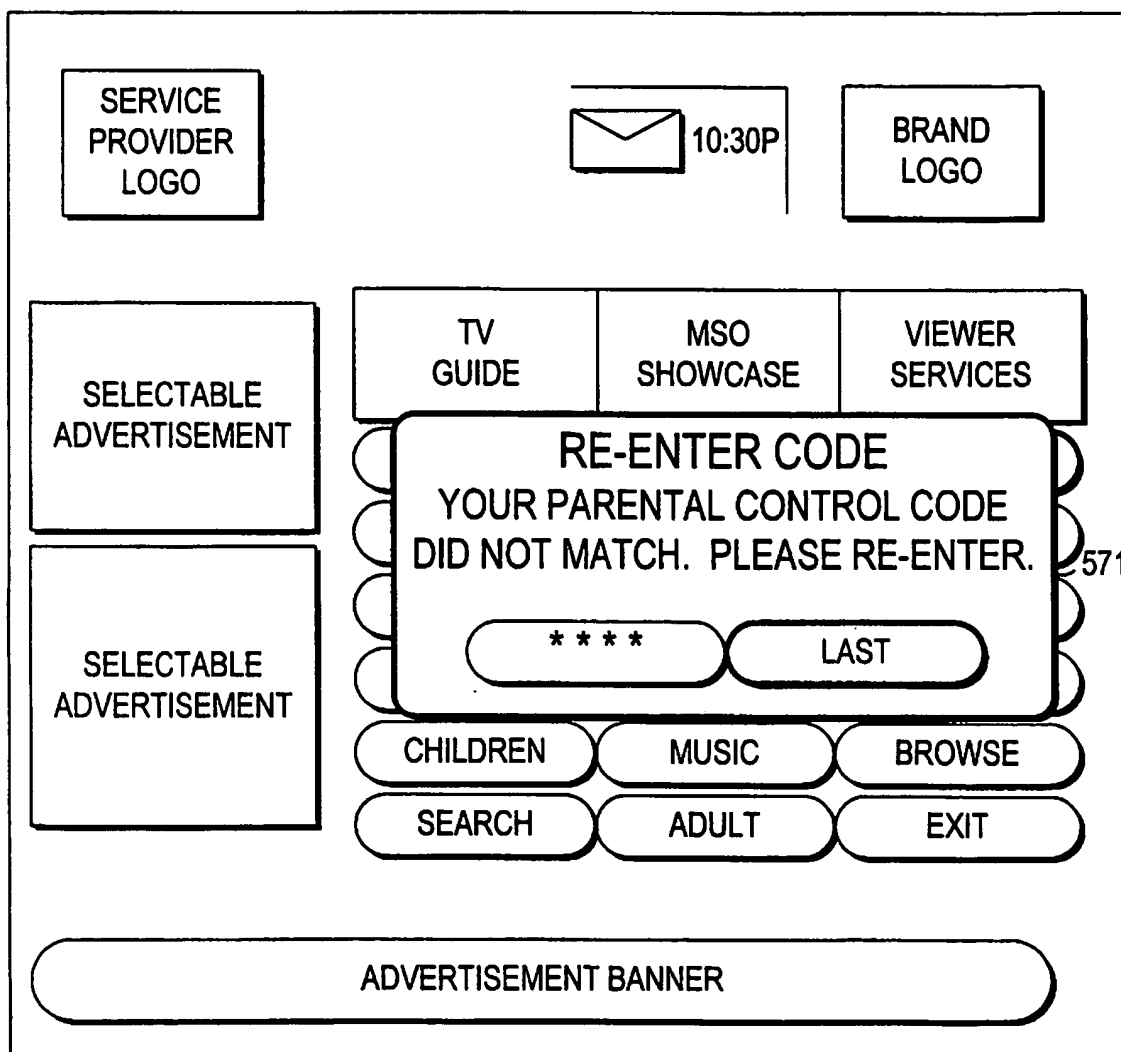 SERVICE
PROVIDER
LOGO
10:30P
BRAND
LOGO
SELECTABLE
ADVERTISEMENT
TV
GUIDE
MSO
SHOWCASE
VIEWER
SERVICES
RE-ENTER CODE
YOUR PARENTAL CONTROL CODE
DID NOT MATCH. PLEASE RE-ENTER.
571
* * * *
LAST
SELECTABLE
ADVERTISEMENT
CHILDREN
MUSIC
BROWSE
SEARCH
ADULT
EXIT
ADVERTISEMENT BANNER